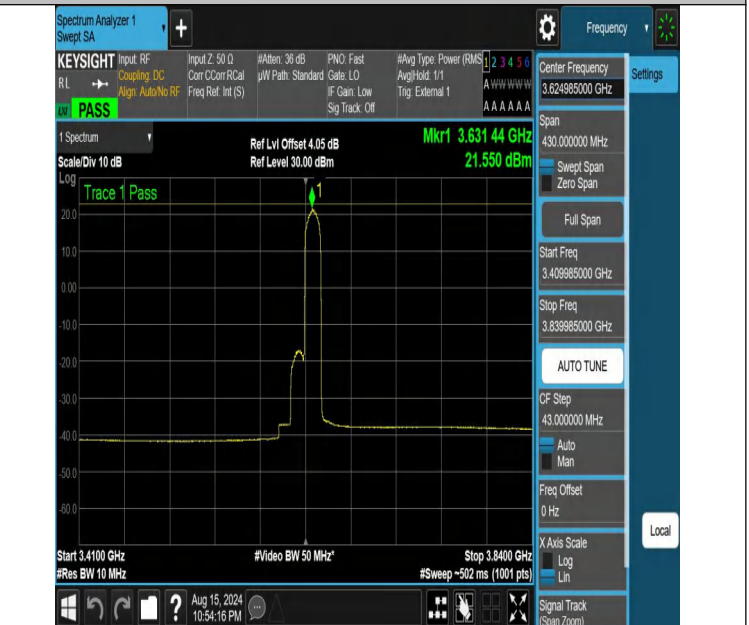 Spectrum Analyzer 1
Swept SA
+
Frequency
KEYSIGHT
RL
PASS
Input: RF
Coupling: DC
Align: Auto/No RF
Input Z: 50 Ω
Corr CCorr RCal
Freq Ref: Int (S)
#Atten: 36 dB
µW Path: Standard
PNO: Fast
Gate: LO
IF Gain: Low
Sig Track: Off
#Avg Type: Power (RMS
Avg|Hold: 1/1
Trig: External 1
1 2 3 4 5 6
A W W W W W
A A A A A A
1 Spectrum
Scale/Div 10 dB
Log
Ref Lvl Offset 4.05 dB
Ref Level 30.00 dBm
Mkr1 3.631 44 GHz
21.550 dBm
Trace 1 Pass
1
20.0
10.0
0.00
-10.0
-20.0
-30.0
-40.0
-50.0
-60.0
Start 3.4100 GHz
#Res BW 10 MHz
#Video BW 50 MHz*
Stop 3.8400 GHz
#Sweep ~502 ms (1001 pts)
?
Aug 15, 2024
10:54:16 PM
Center Frequency
3.624985000 GHz
Settings
Span
430.000000 MHz
Swept Span
Zero Span
Full Span
Start Freq
3.409985000 GHz
Stop Freq
3.839985000 GHz
AUTO TUNE
CF Step
43.000000 MHz
Auto
Man
Freq Offset
0 Hz
X Axis Scale
Log
Lin
Local
Signal Track
(Span Zoom)